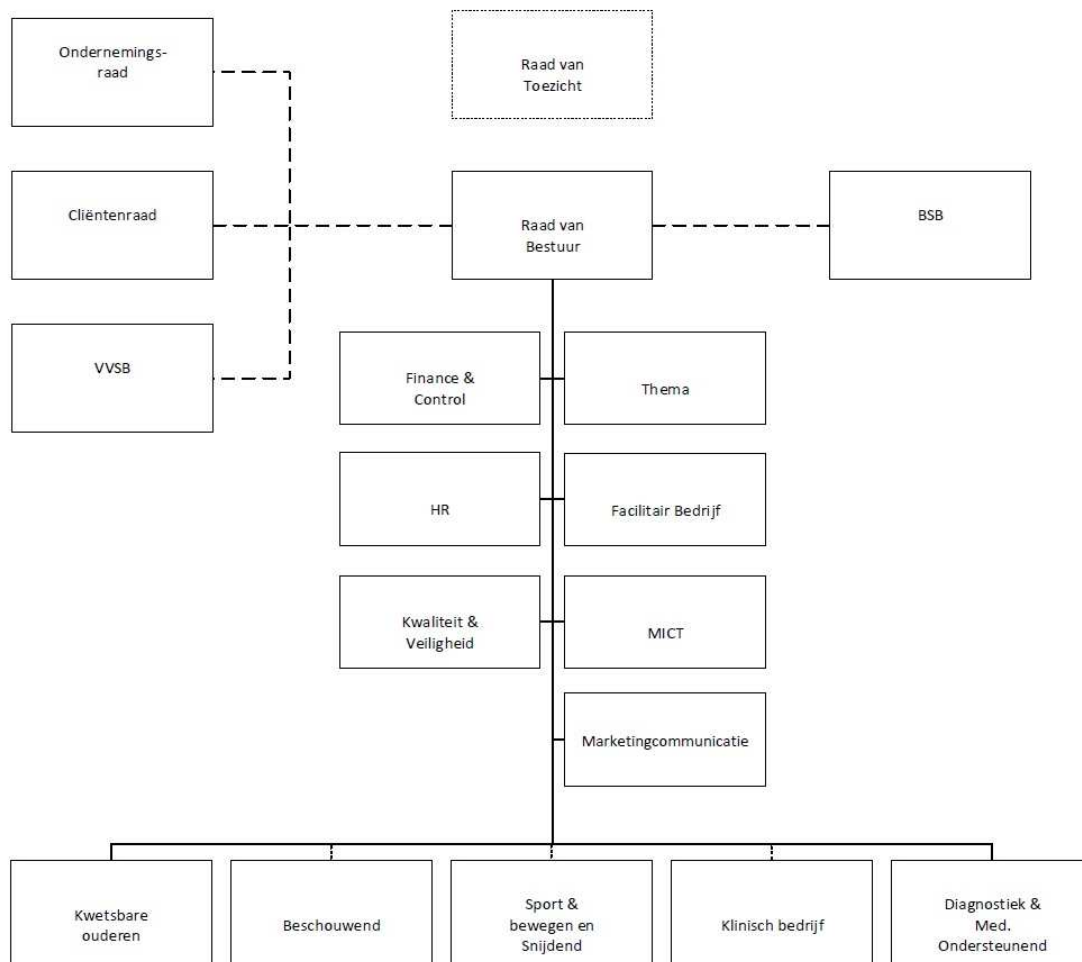 Ondernemings-
raad
Raad van
Toezicht
Cliëntenraad
Raad van
Bestuur
BSB
VVSB
Finance &
Control
Thema
HR
Facilitair Bedrijf
Kwaliteit &
Veiligheid
MICT
Marketingcommunicatie
Kwetsbare
ouderen
Beschouwend
Sport &
bewegen en
Snijdend
Klinisch bedrijf
Diagnostiek &
Med.
Ondersteunend